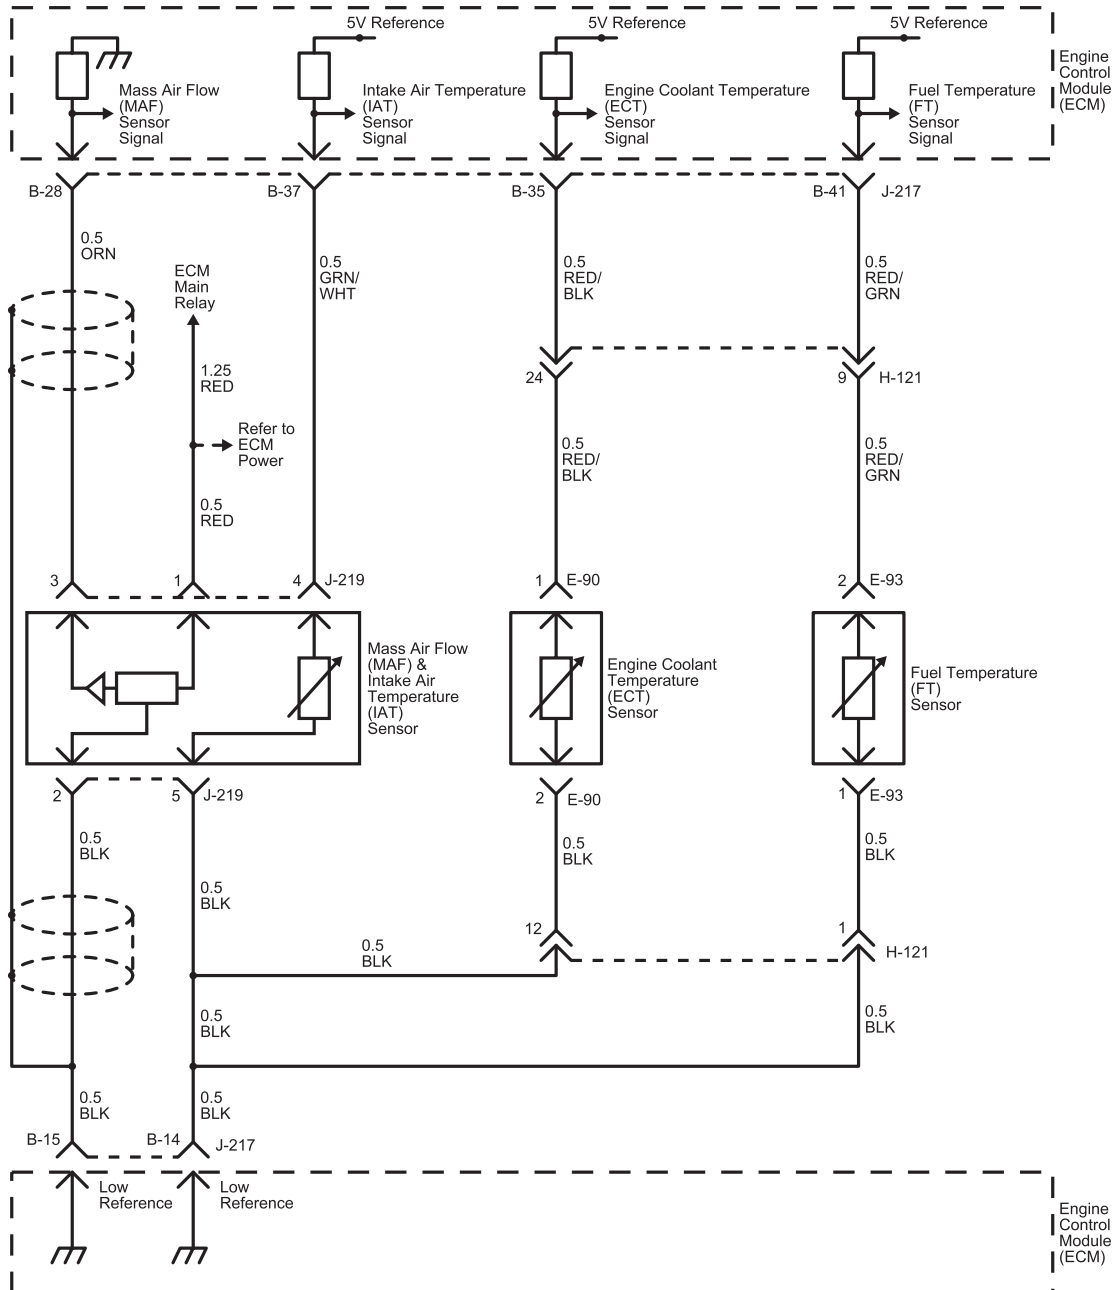 5V Reference
5V Reference
5V Reference
Mass Air Flow
(MAF)
Sensor
Signal
Intake Air Temperature
(IAT)
Sensor
Signal
Engine Coolant Temperature
(ECT)
Sensor
Signal
Fuel Temperature
(FT)
Sensor
Signal
Engine
Control
Module
(ECM)
B-28
B-37
B-35
B-41
J-217
0.5
ORN
ECM
Main
Relay
0.5
GRN/
WHT
0.5
RED/
BLK
0.5
RED/
GRN
1.25
RED
24
9
H-121
Refer to
ECM
Power
0.5
RED/
BLK
0.5
RED/
GRN
0.5
RED
3
1
4
J-219
1
E-90
2
E-93
Mass Air Flow
(MAF) &
Intake Air
Temperature
(IAT)
Sensor
Engine Coolant
Temperature
(ECT)
Sensor
Fuel Temperature
(FT)
Sensor
2
5
J-219
2
E-90
1
E-93
0.5
BLK
0.5
BLK
0.5
BLK
0.5
BLK
12
1
H-121
0.5
BLK
0.5
BLK
0.5
BLK
0.5
BLK
0.5
BLK
B-15
B-14
J-217
Low
Reference
Low
Reference
Engine
Control
Module
(ECM)